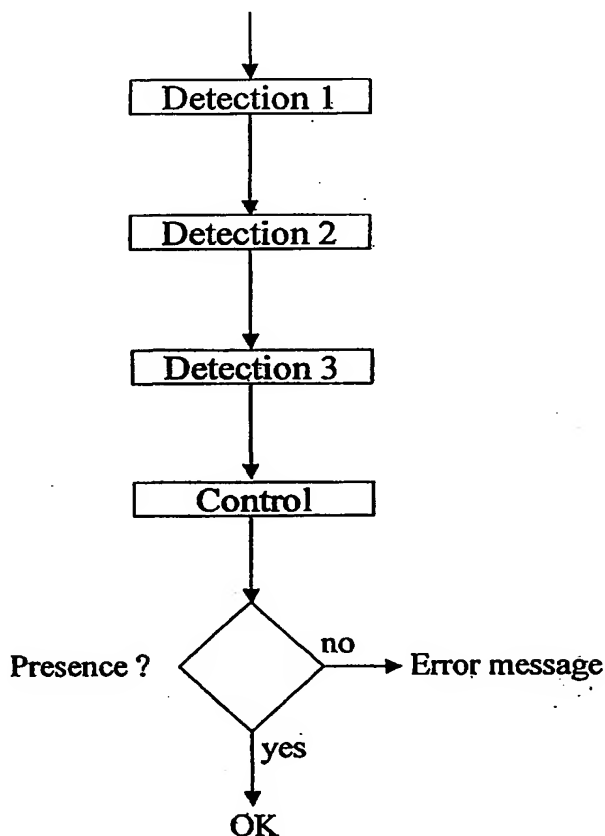 Detection 1
Detection 2
Detection 3
Control
Presence ?
no
Error message
yes
OK